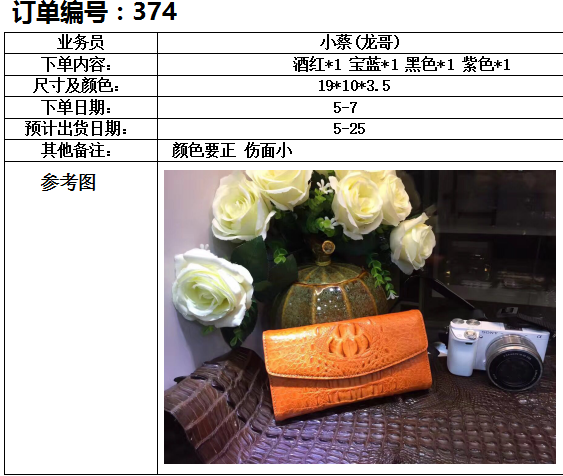 订单编号：374
业务员 小蔡(龙哥)
下单内容： 酒红*1 宝蓝*1 黑色*1 紫色*1
尺寸及颜色： 19*10*3.5
下单日期： 5-7
预计出货日期： 5-25
其他备注： 颜色要正 伤面小
参考图
SONY